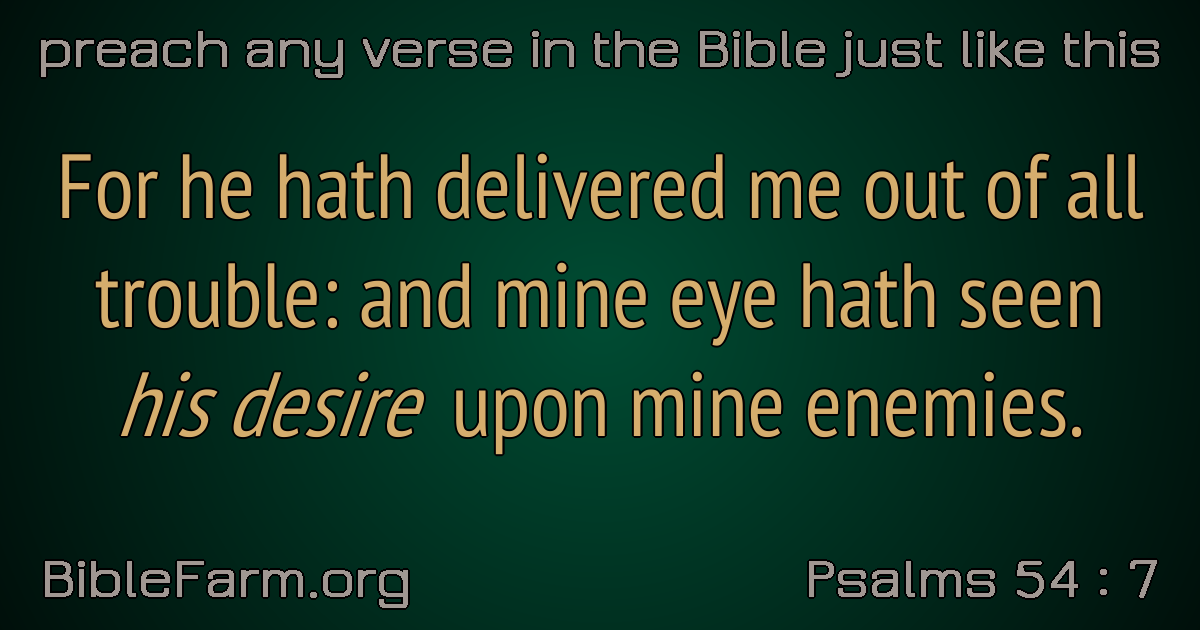 preach any verse in the Bible just like this
For he hath delivered me out of all
trouble: and mine eye hath seen
his desire upon mine enemies.
BibleFarm.org
Psalms 54 : 7